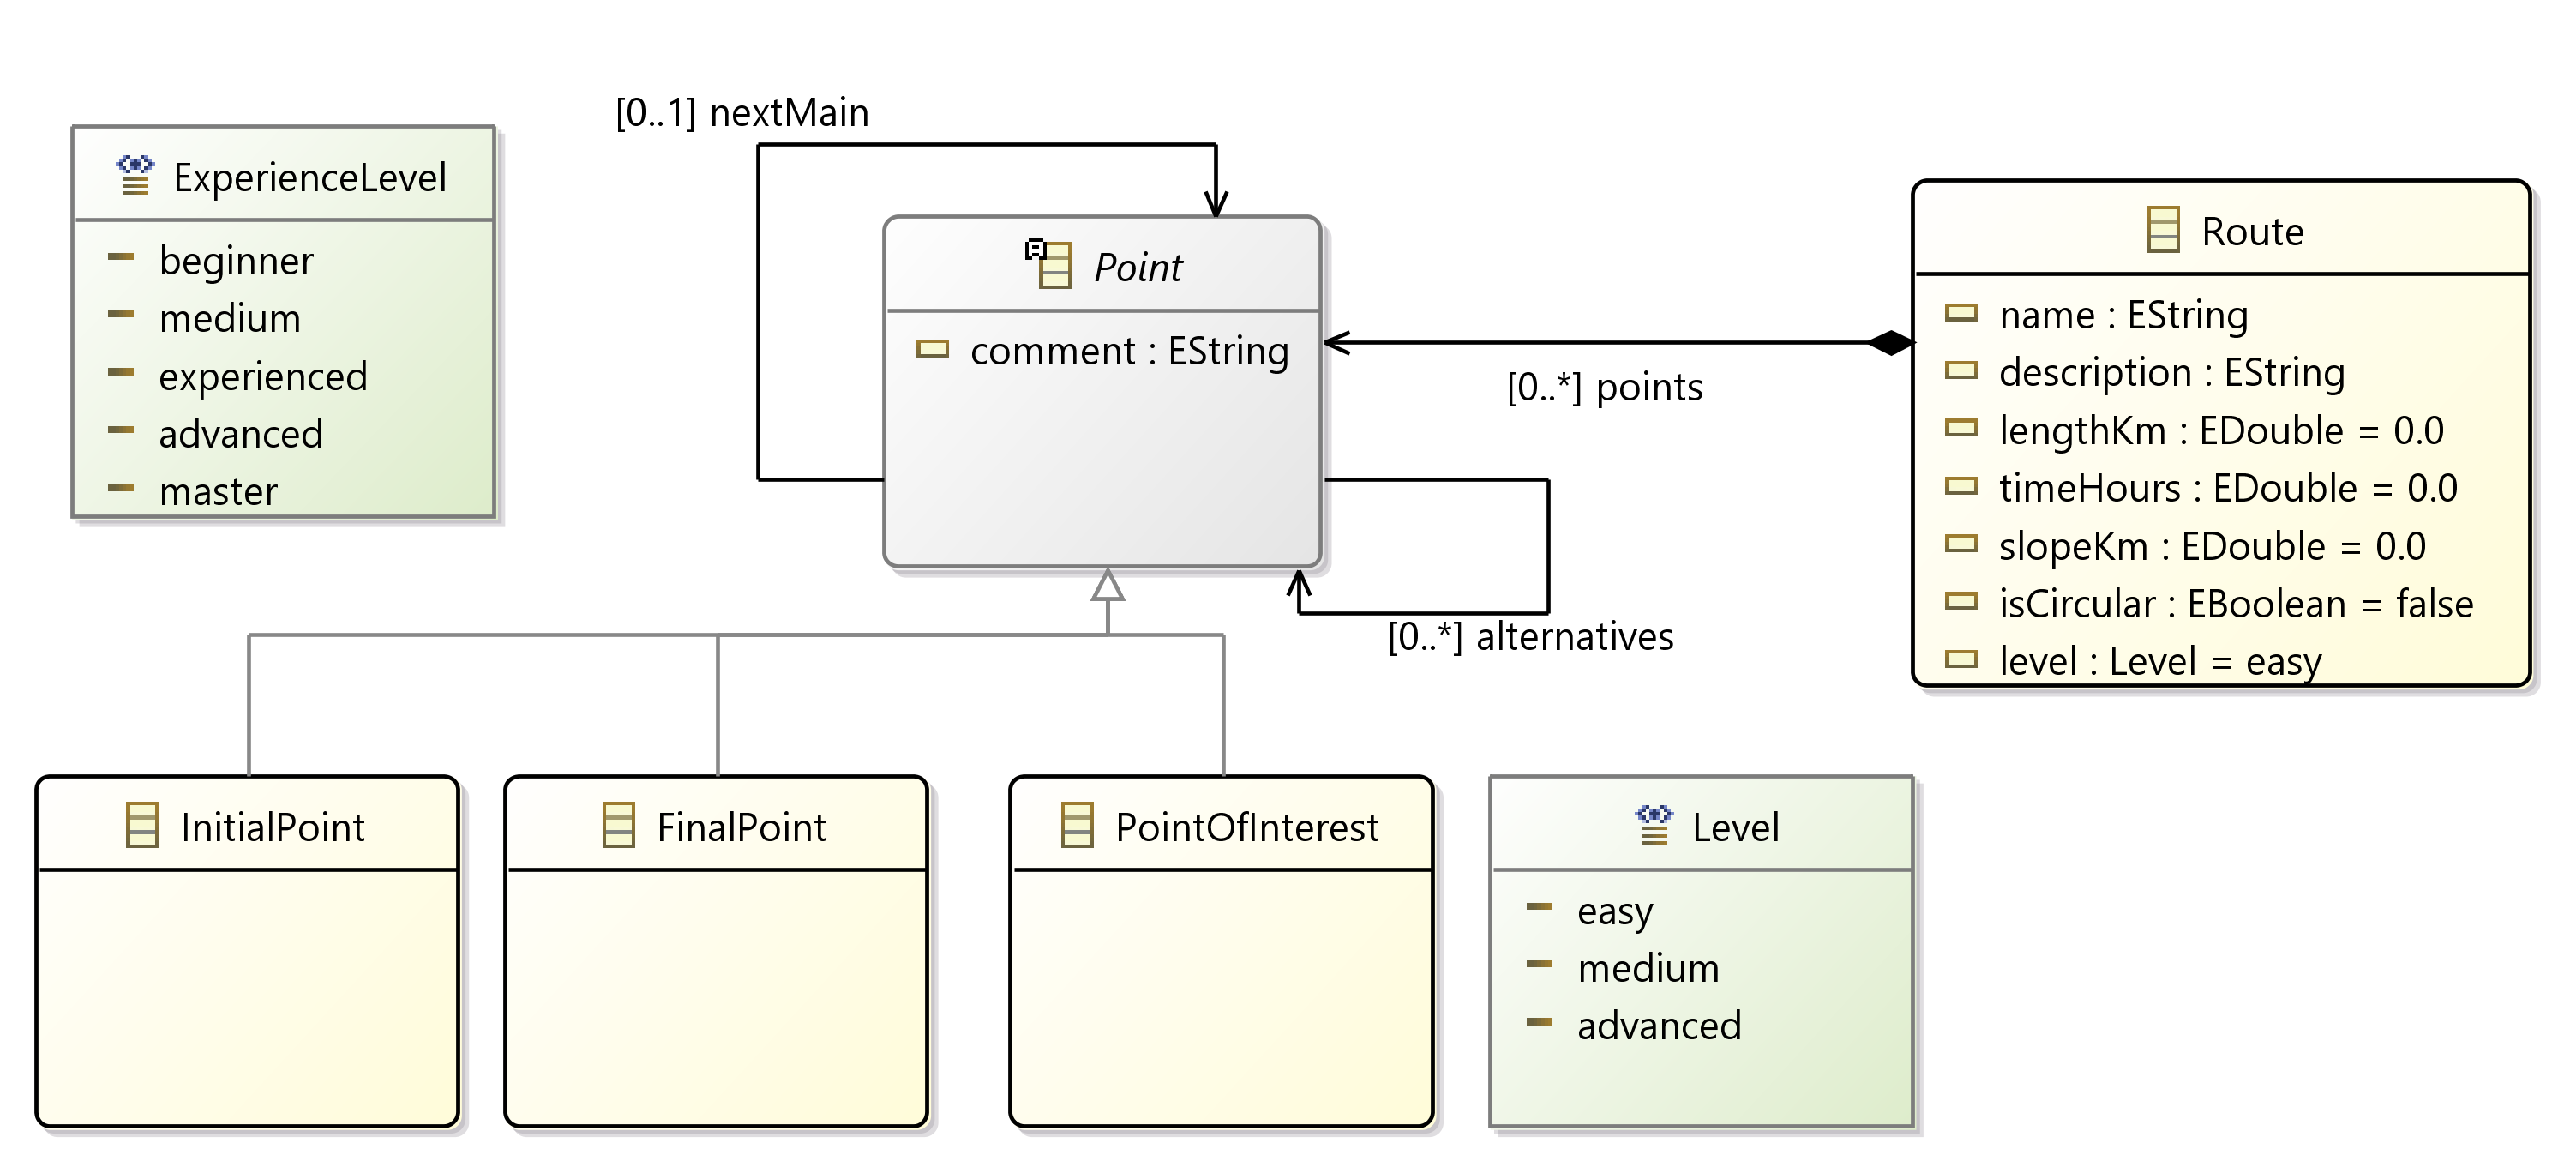 [0..1] nextMain
ExperienceLevel
beginner
medium
experienced
advanced
master
Point
comment : EString
[0..*] points
[0..*] alternatives
Route
name : EString
description : EString
lengthKm : EDouble = 0.0
timeHours : EDouble = 0.0
slopeKm : EDouble = 0.0
isCircular : EBoolean = false
level : Level = easy
InitialPoint
FinalPoint
PointOfInterest
Level
easy
medium
advanced